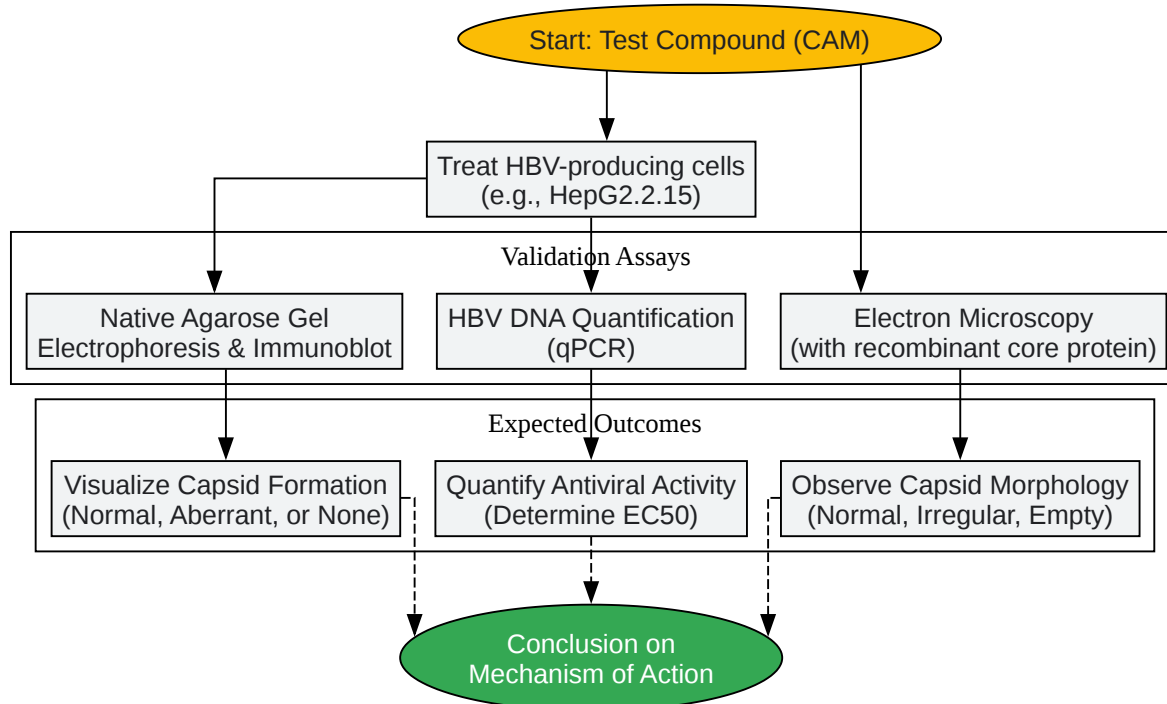 Start: Test Compound (CAM)
Treat HBV-producing cells
(e.g., HepG2.2.15)
Validation Assays
Native Agarose Gel
Electrophoresis & Immunoblot
HBV DNA Quantification
(qPCR)
Electron Microscopy
(with recombinant core protein)
Expected Outcomes
Visualize Capsid Formation
(Normal, Aberrant, or None)
Quantify Antiviral Activity
(Determine EC50)
Observe Capsid Morphology
(Normal, Irregular, Empty)
Conclusion on
Mechanism of Action